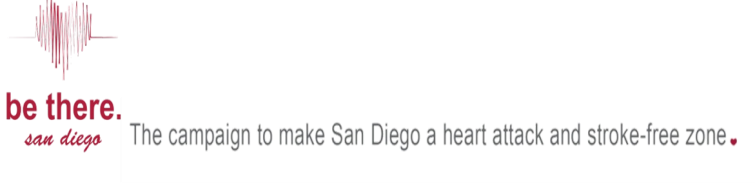 be there.
san diego
The campaign to make San Diego a heart attack and stroke-free zone